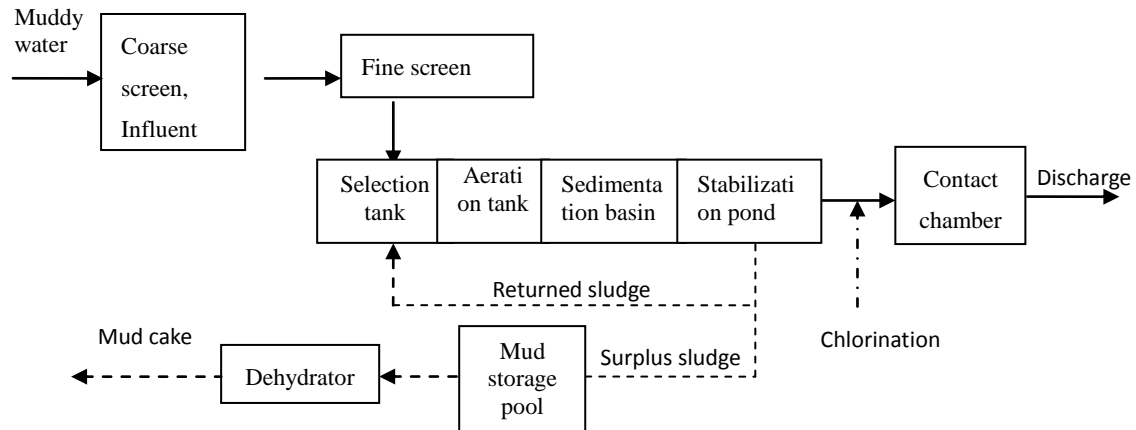 Muddy
water
Coarse
screen,
Influent
Fine screen
Selection
tank
Aerati
on tank
Sedimenta
tion basin
Stabilizati
on pond
Contact
chamber
Discharge
Returned sludge
Chlorination
Mud cake
Dehydrator
Mud
storage
pool
Surplus sludge